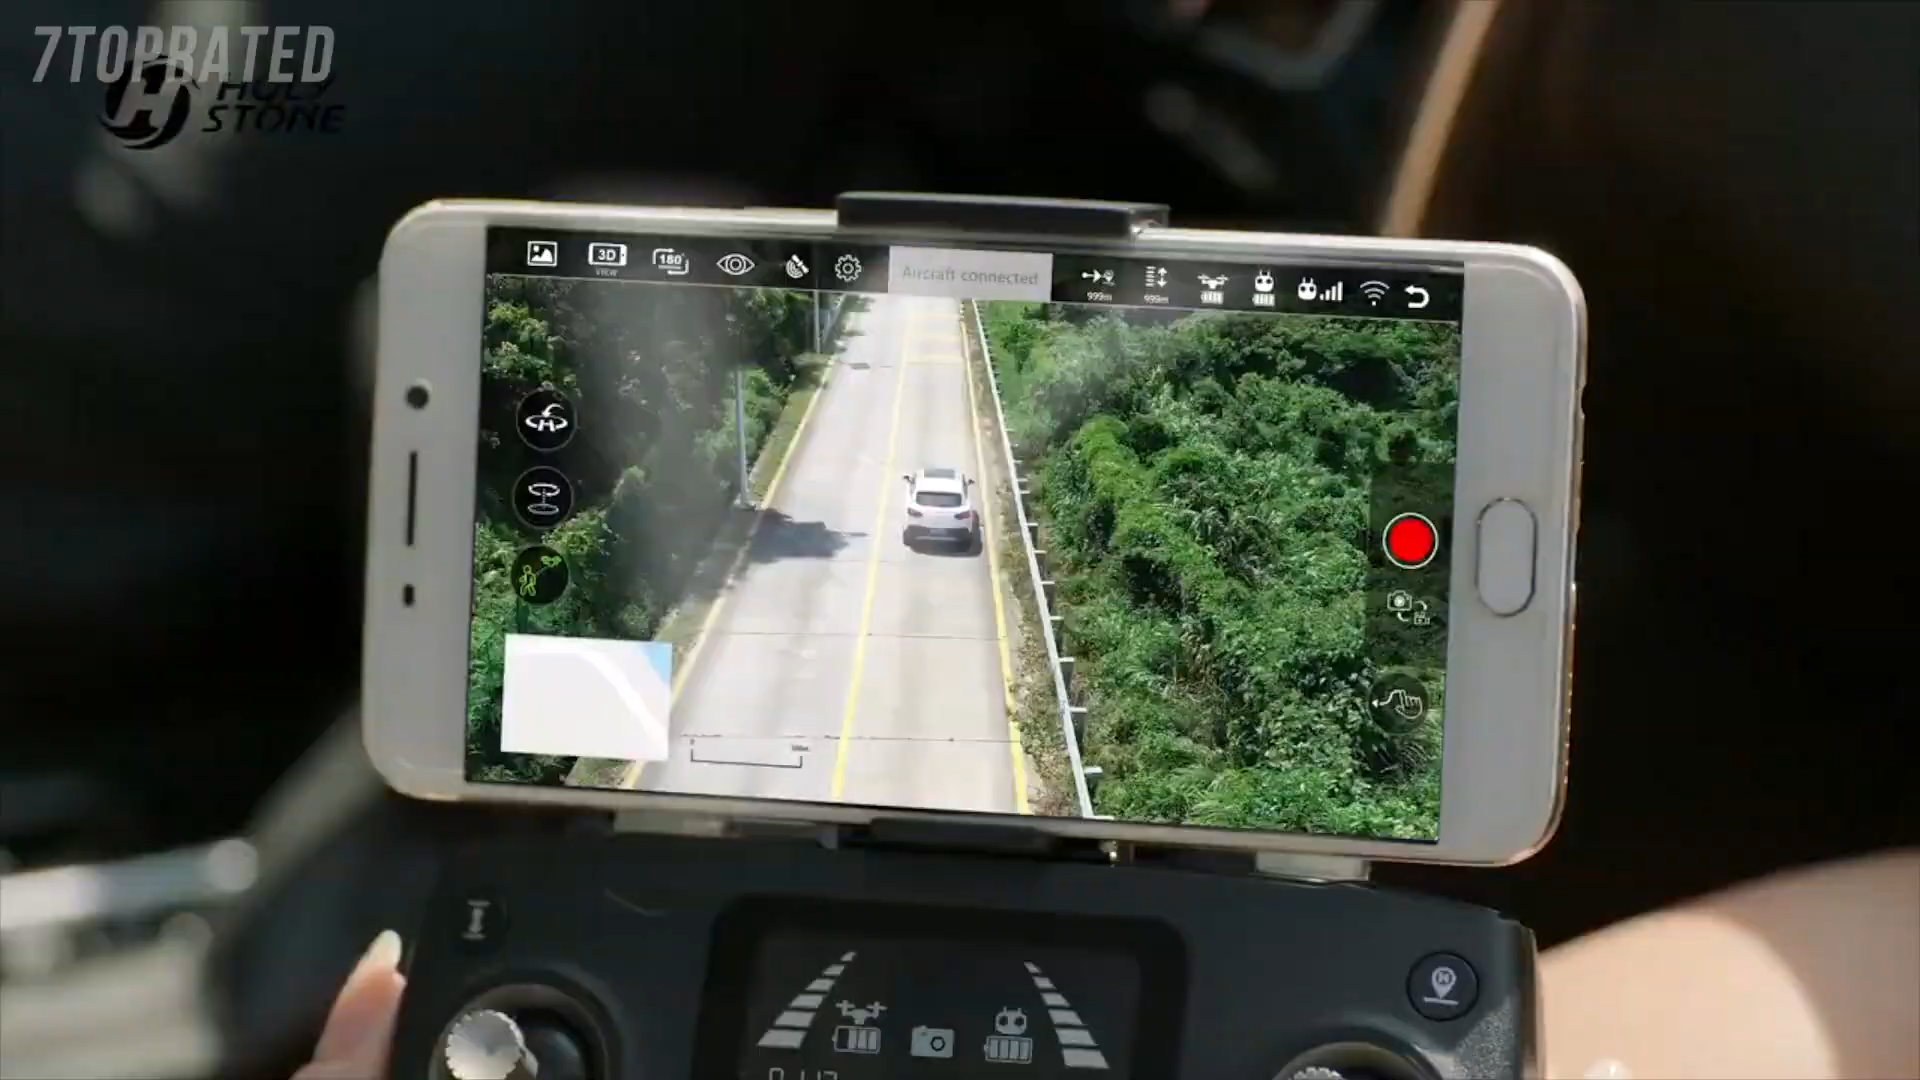 7TOPRATED
HOLY
STONE
3D
VIEW
180°
Aircraft connected
999m
999m
H